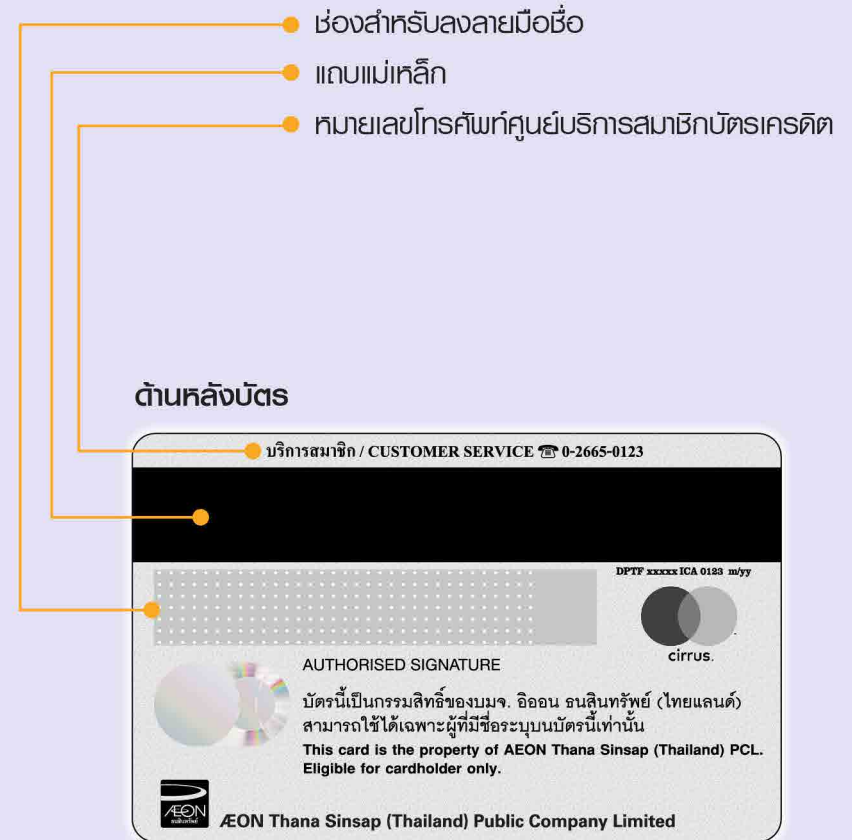 ช่องสำหรับลงลายมือชื่อ
แถบแม่เหล็ก
หมายเลขโทรศัพท์ศูนย์บริการสมาชิกบัตรเครดิต
ด้านหลังบัตร
บริการสมาชิก / CUSTOMER SERVICE ☎ 0-2665-0123
DPTF xxxxx ICA 0123 m/yy
cirrus.
AUTHORISED SIGNATURE
บัตรนี้เป็นกรรมสิทธิ์ของบมจ. อิออน ธนสินทรัพย์ (ไทยแลนด์)
สามารถใช้ได้เฉพาะผู้ที่มีชื่อระบุบนบัตรนี้เท่านั้น
This card is the property of AEON Thana Sinsap (Thailand) PCL.
Eligible for cardholder only.
ÆON
ธนสินทรัพย์
ÆON Thana Sinsap (Thailand) Public Company Limited